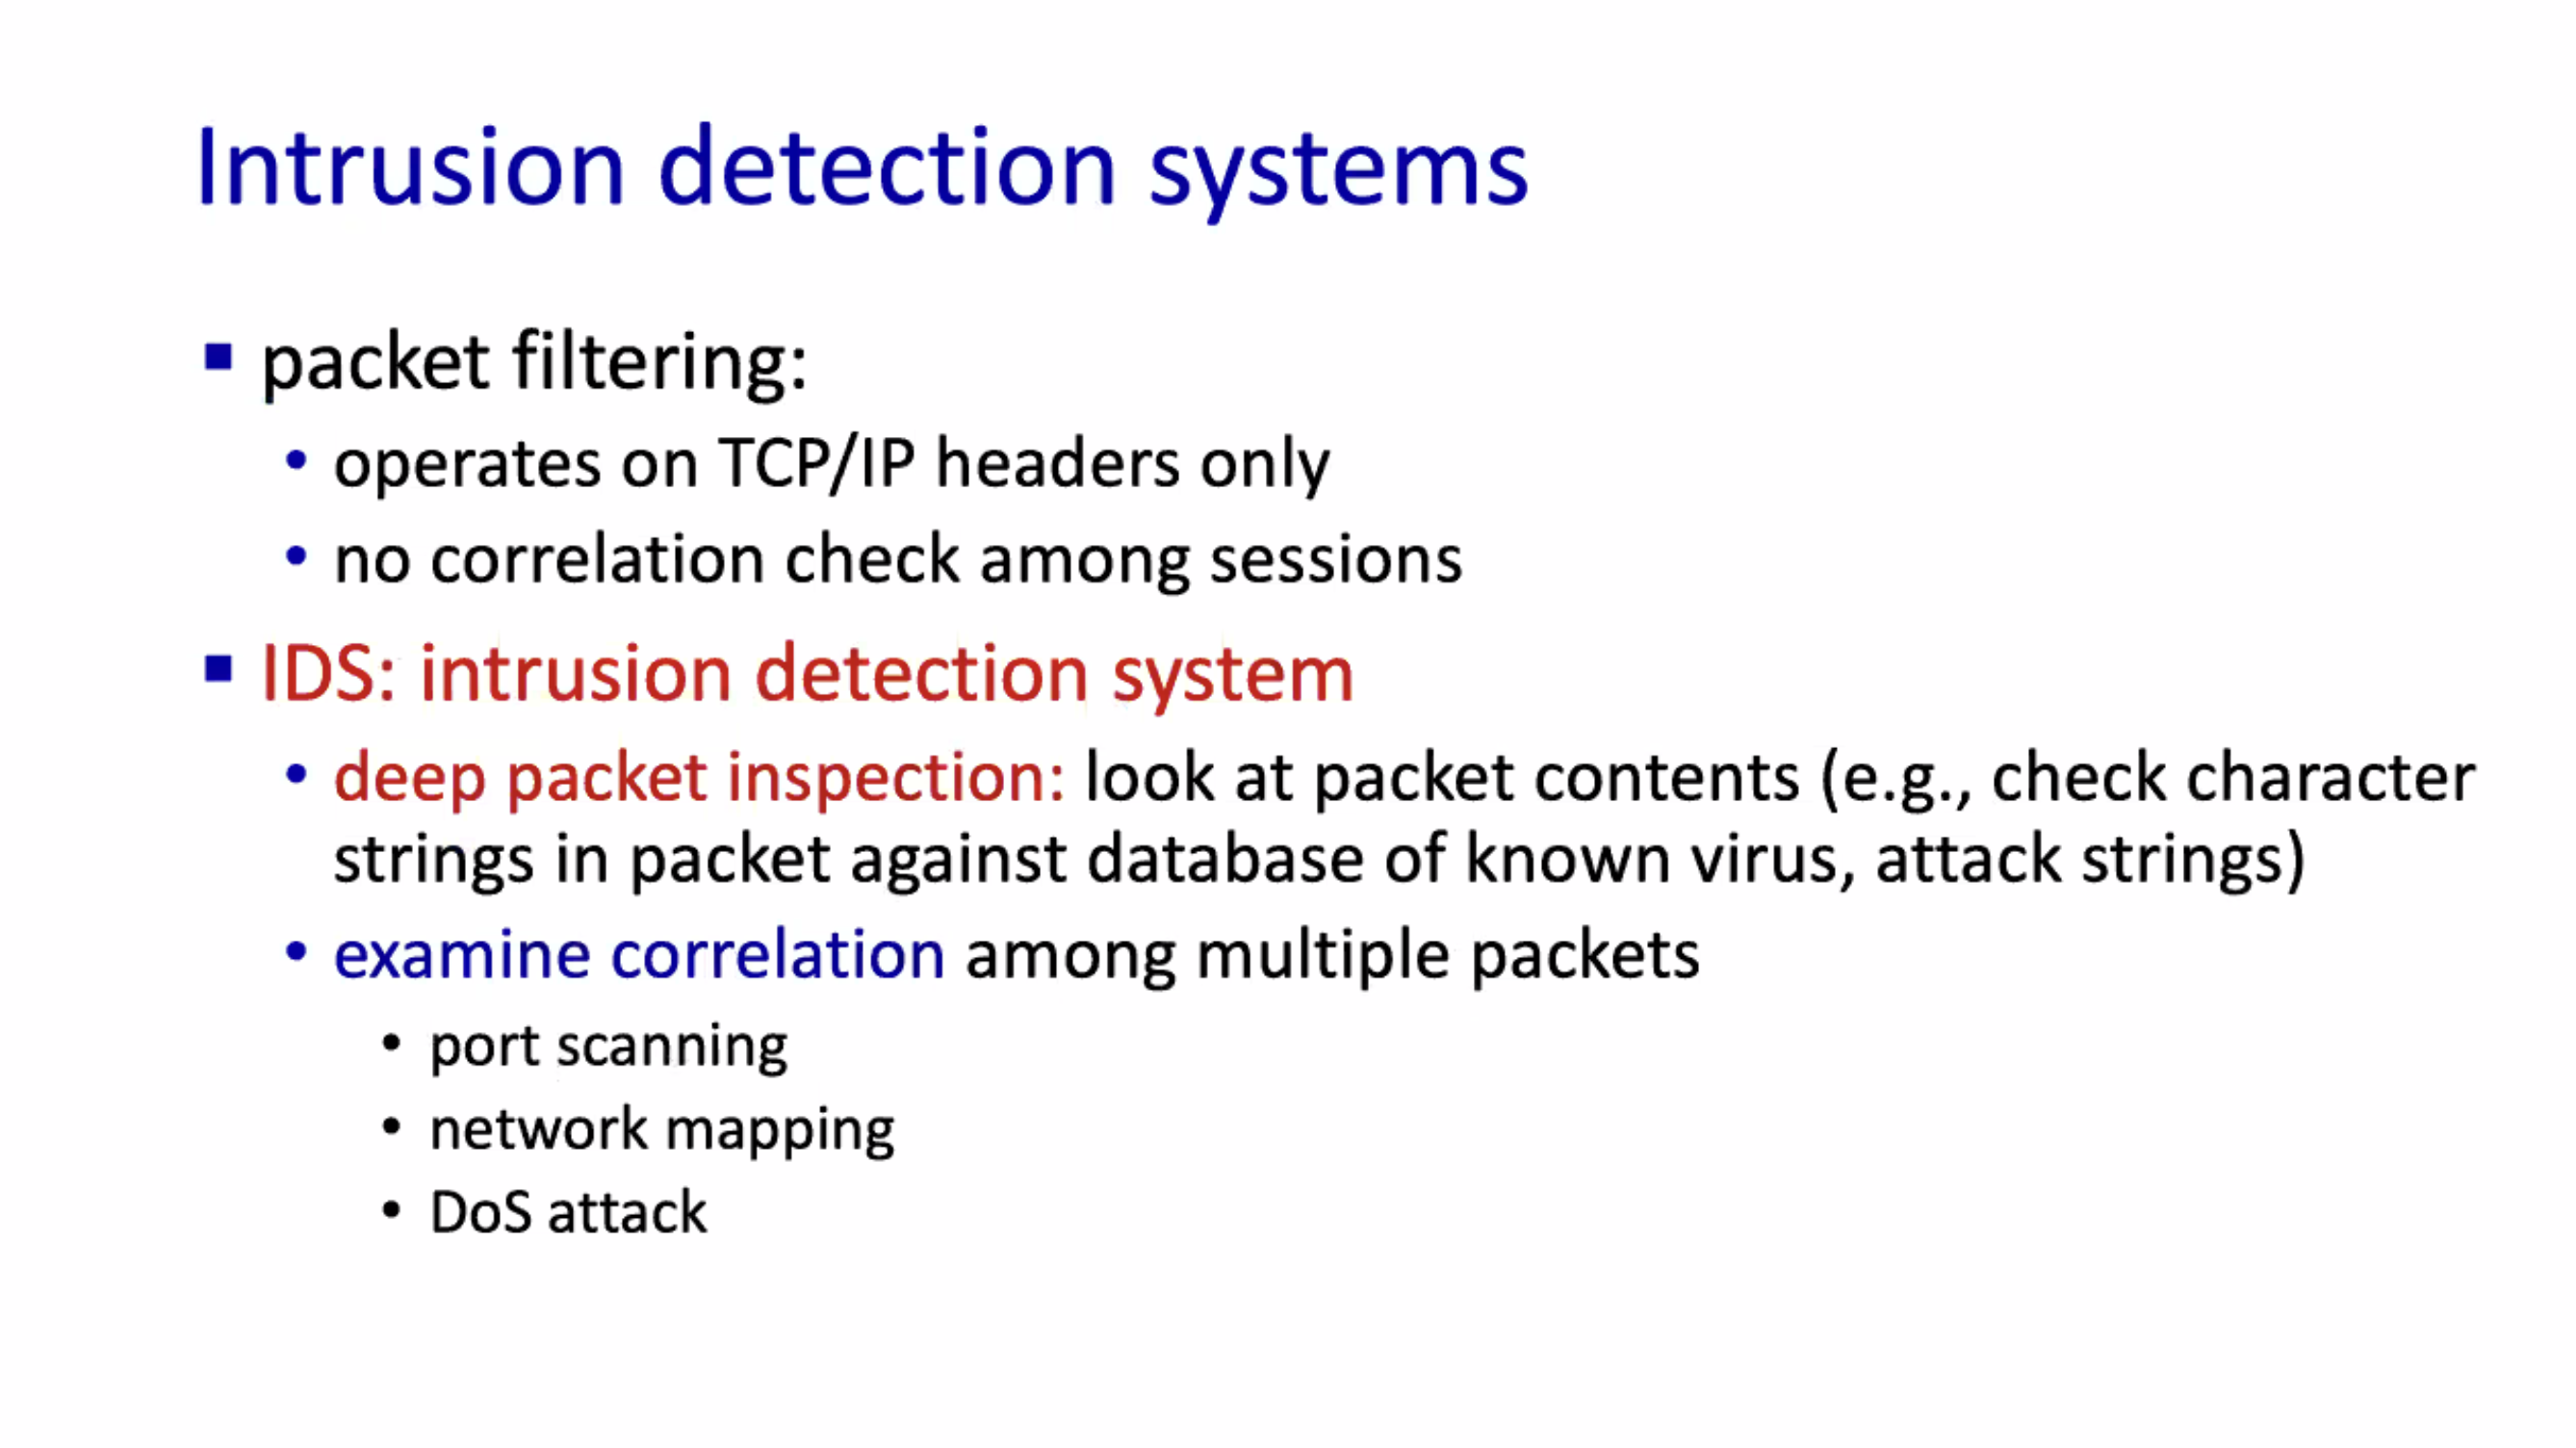 Intrusion detection systems
▪ packet filtering:
• operates on TCP/IP headers only
• no correlation check among sessions
▪ IDS: intrusion detection system
• deep packet inspection: look at packet contents (e.g., check character
strings in packet against database of known virus, attack strings)
• examine correlation among multiple packets
• port scanning
• network mapping
• DoS attack